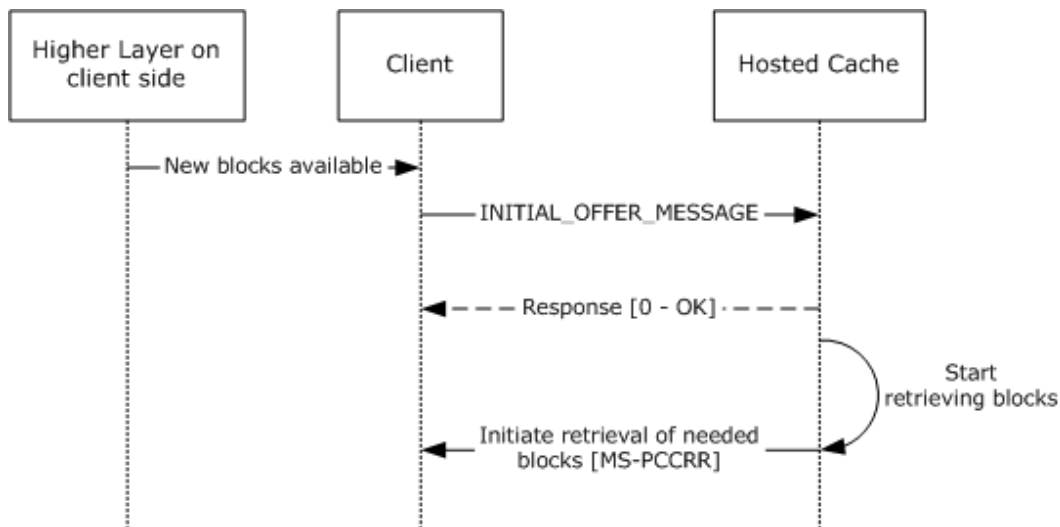 Higher Layer on
client side
Client
Hosted Cache
New blocks available
INITIAL_OFFER_MESSAGE
Response [0 - OK]
Start
retrieving blocks
Initiate retrieval of needed
blocks [MS-PCCRR]